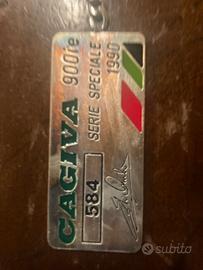 CAGIVA 900ie
584 SERIE SPECIALE
1990
subito